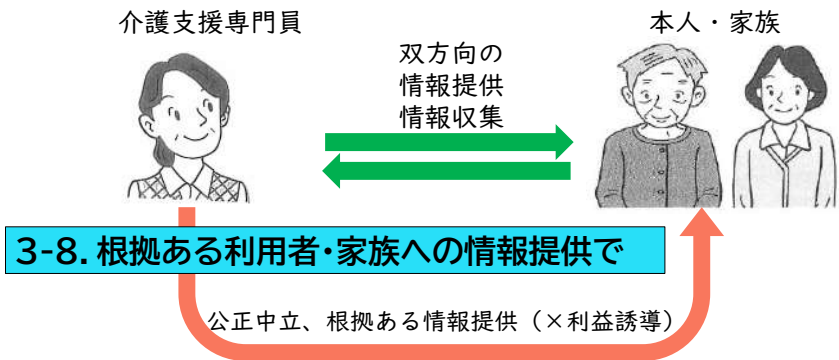 介護支援専門員
本人・家族
双方向の
情報提供
情報収集
3-8. 根拠ある利用者・家族への情報提供で
公正中立、根拠ある情報提供（×利益誘導）